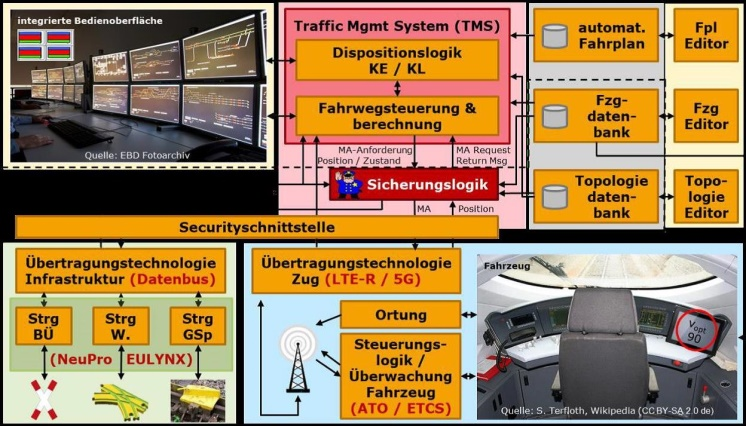 integrierte Bedienoberfläche
Quelle: EBD Fotoarchiv
Traffic Mgmt System (TMS)
Dispositionslogik
KE / KL
Fahrwegsteuerung &
berechnung
MA-Anforderung
Position / Zustand
MA Request
Return Msg
Sicherungslogik
MA
Position
automat.
Fahrplan
Fpl
Editor
Fzg-
daten-
bank
Fzg
Editor
Topologie
daten-
bank
Topo-
logie
Editor
Securityschnittstelle
Übertragungstechnologie
Infrastruktur (Datenbus)
Strg
BÜ
Strg
W.
Strg
GSp
(NeuPro EULYNX)
Übertragungstechnologie
Zug (LTE-R / 5G)
Ortung
Steuerungs-
logik /
Überwachung
Fahrzeug
(ATO / ETCS)
Fahrzeug
Vopt
90
Quelle: S. Terfloth, Wikipedia (CC BY-SA 2.0 de)